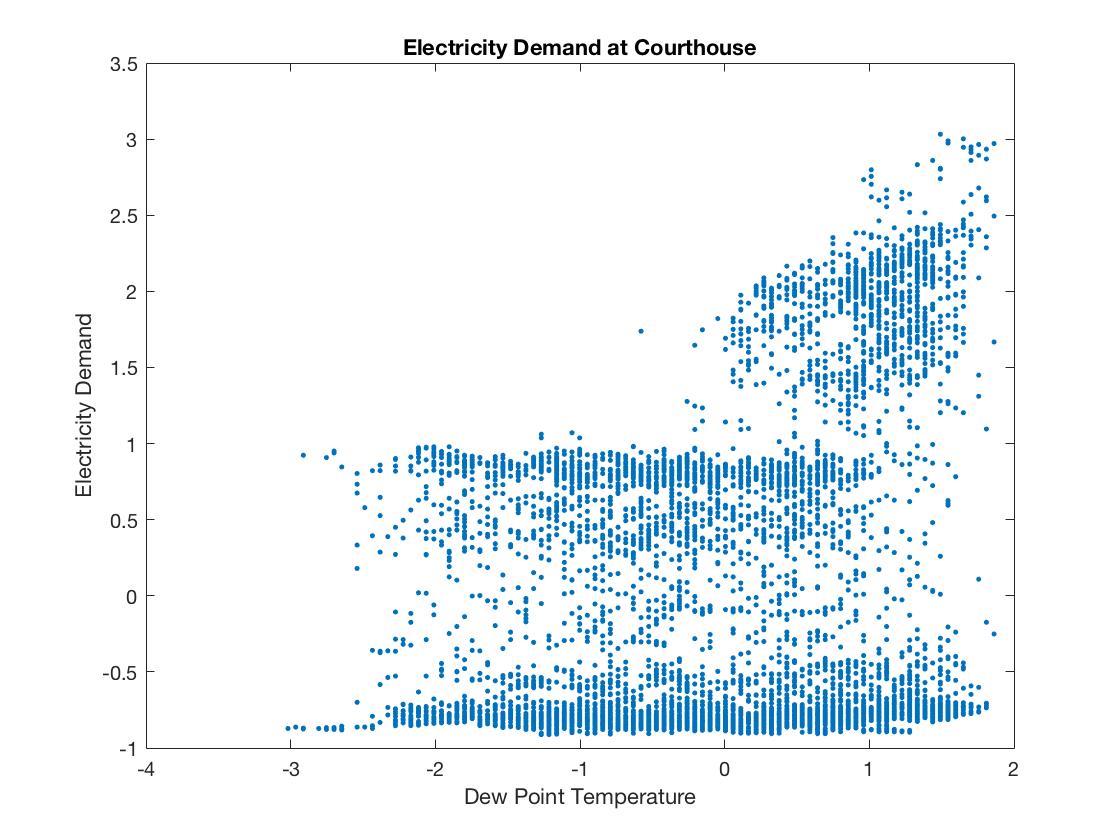 Electricity Demand at Courthouse
3.5
3
2.5
2
1.5
1
0.5
0
-0.5
-1
Electricity Demand
-4 -3 -2 -1 0 1 2
Dew Point Temperature